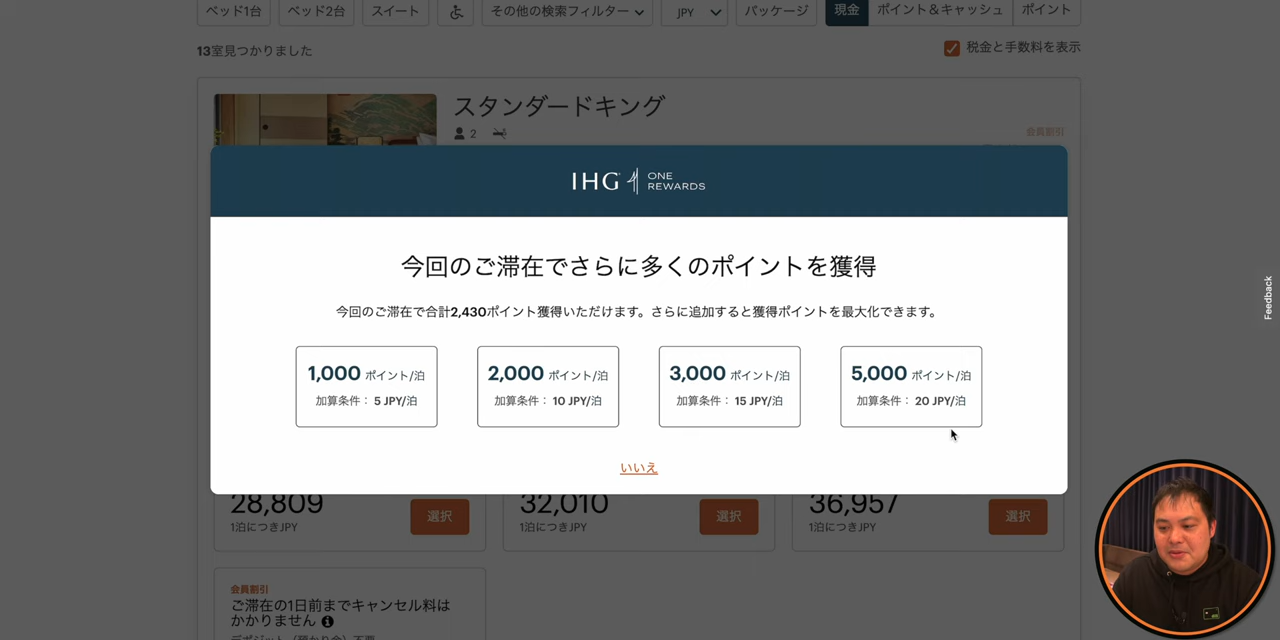 ベッド1台 ベッド2台 スイート その他の検索フィルター JPY パッケージ 現金 ポイント＆キャッシュ ポイント
13室見つかりました
税金と手数料を表示
スタンダードキング
2
会員割引
IHG ONE REWARDS
今回のご滞在でさらに多くのポイントを獲得
今回のご滞在で合計2,430ポイント獲得いただけます。さらに追加すると獲得ポイントを最大化できます。
1,000 ポイント/泊 2,000 ポイント/泊 3,000 ポイント/泊 5,000 ポイント/泊
加算条件： 5 JPY/泊 加算条件： 10 JPY/泊 加算条件： 15 JPY/泊 加算条件： 20 JPY/泊
いいえ
Feedback
28,809 選択 32,010 選択 36,957 選択
1泊につきJPY 1泊につきJPY 1泊につきJPY
会員割引
ご滞在の1日前までキャンセル料は
かかりません
デポジット（預かり金）不要